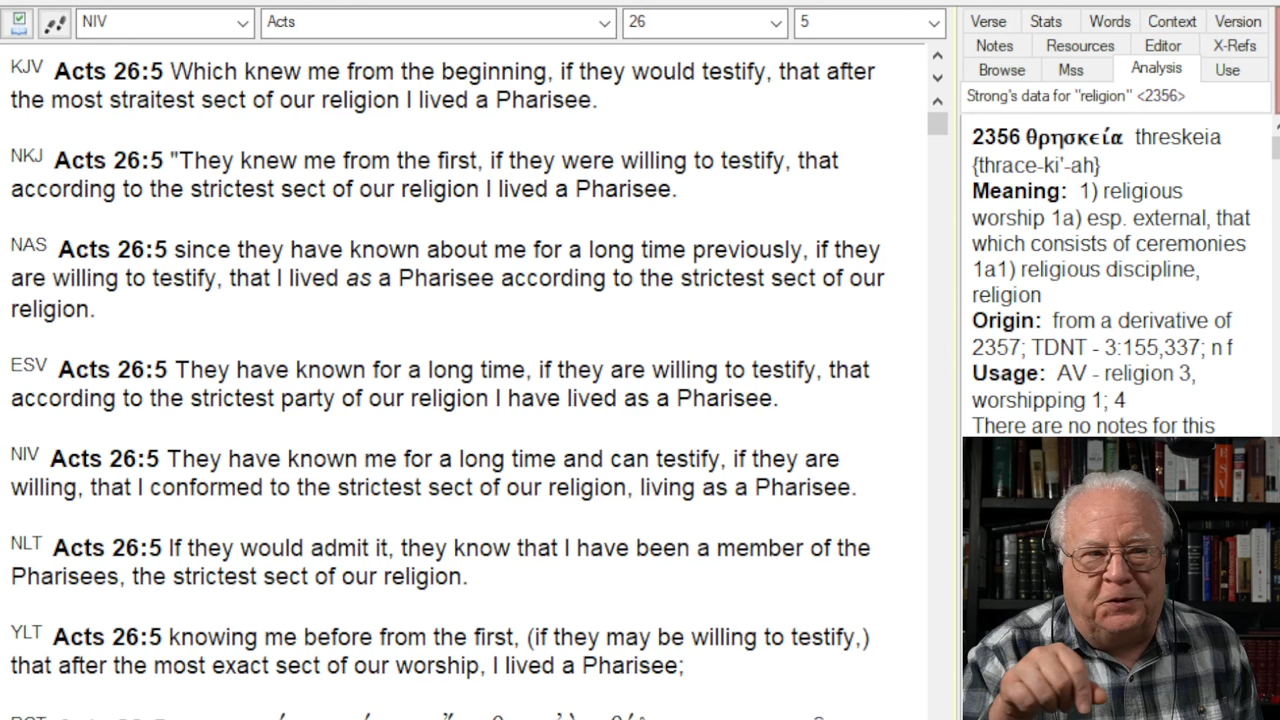 NIV
Acts
26
5
KJV Acts 26:5 Which knew me from the beginning, if they would testify, that after
the most straitest sect of our religion I lived a Pharisee.
NKJ Acts 26:5 "They knew me from the first, if they were willing to testify, that
according to the strictest sect of our religion I lived a Pharisee.
NAS Acts 26:5 since they have known about me for a long time previously, if they
are willing to testify, that I lived as a Pharisee according to the strictest sect of our
religion.
ESV Acts 26:5 They have known for a long time, if they are willing to testify, that
according to the strictest party of our religion I have lived as a Pharisee.
NIV Acts 26:5 They have known me for a long time and can testify, if they are
willing, that I conformed to the strictest sect of our religion, living as a Pharisee.
NLT Acts 26:5 If they would admit it, they know that I have been a member of the
Pharisees, the strictest sect of our religion.
YLT Acts 26:5 knowing me before from the first, (if they may be willing to testify,)
that after the most exact sect of our worship, I lived a Pharisee;
Verse Stats Words Context Version
Notes Resources Editor X-Refs
Browse Mss Analysis Use
Strong's data for "religion" <2356>
2356 θρησκεία threskeia
{thrace-ki'-ah}
Meaning: 1) religious
worship 1a) esp. external, that
which consists of ceremonies
1a1) religious discipline,
religion
Origin: from a derivative of
2357; TDNT - 3:155,337; n f
Usage: AV - religion 3,
worshipping 1; 4
There are no notes for this